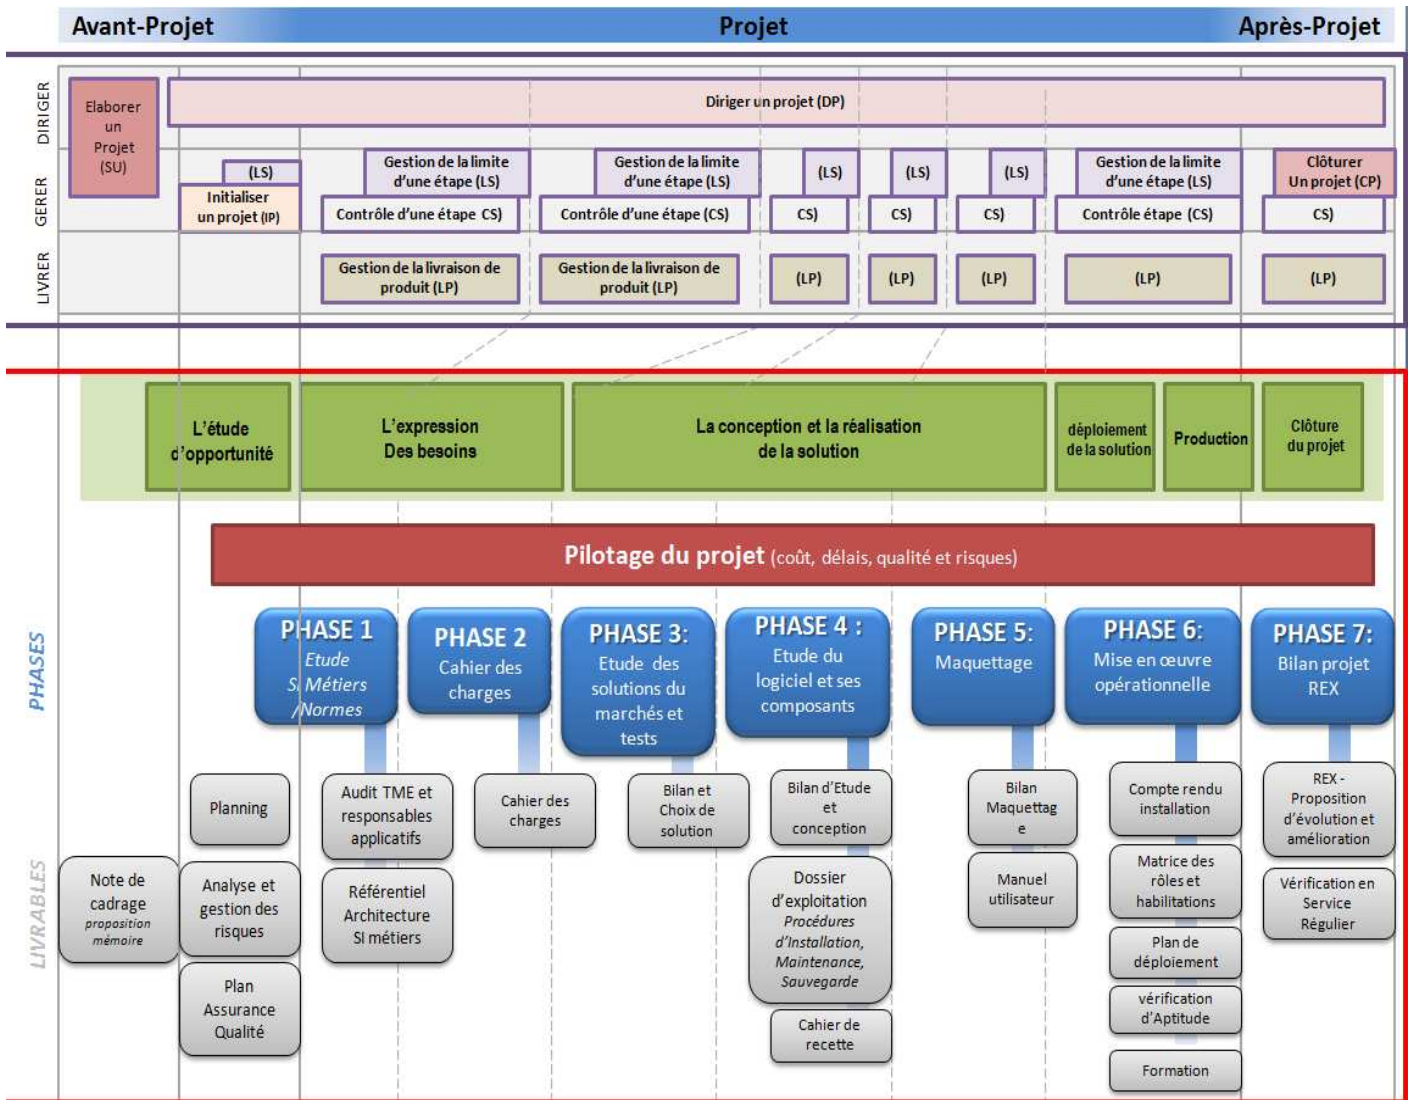 Avant-Projet
Projet
Après-Projet
DIRIGER
Elaborer
un
Projet
(SU)
Diriger un projet (DP)
GERER
(LS)
Initialiser
un projet (IP)
Gestion de la limite
d'une étape (LS)
Contrôle d'une étape CS)
Gestion de la limite
d'une étape (LS)
Contrôle d'une étape (CS)
(LS)
CS)
(LS)
CS)
(LS)
CS)
Gestion de la limite
d'une étape (LS)
Contrôle étape (CS)
Clôturer
Un projet (CP)
CS)
LIVRER
Gestion de la livraison de
produit (LP)
Gestion de la livraison de
produit (LP)
(LP)
(LP)
(LP)
(LP)
(LP)
L'étude
d'opportunité
L'expression
Des besoins
La conception et la réalisation
de la solution
déploiement
de la solution
Production
Clôture
du projet
Pilotage du projet (coût, délais, qualité et risques)
PHASES
PHASE 1
Etude
SI Métiers
/Normes
PHASE 2
Cahier des
charges
PHASE 3:
Etude des
solutions du
marchés et
tests
PHASE 4 :
Etude du
logiciel et ses
composants
PHASE 5:
Maquettage
PHASE 6:
Mise en œuvre
opérationnelle
PHASE 7:
Bilan projet
REX
LIVRABLES
Note de
cadrage
proposition
mémoire
Planning
Analyse et
gestion des
risques
Plan
Assurance
Qualité
Audit TME et
responsables
applicatifs
Référentiel
Architecture
SI métiers
Cahier des
charges
Bilan et
Choix de
solution
Bilan d'Etude
et
conception
Dossier
d'exploitation
Procédures
d'Installation,
Maintenance,
Sauvegarde
Cahier de
recette
Bilan
Maquettag
e
Manuel
utilisateur
Compte rendu
installation
Matrice des
rôles et
habilitations
Plan de
déploiement
vérification
d'Aptitude
Formation
REX -
Proposition
d'évolution et
amélioration
Vérification en
Service
Régulier